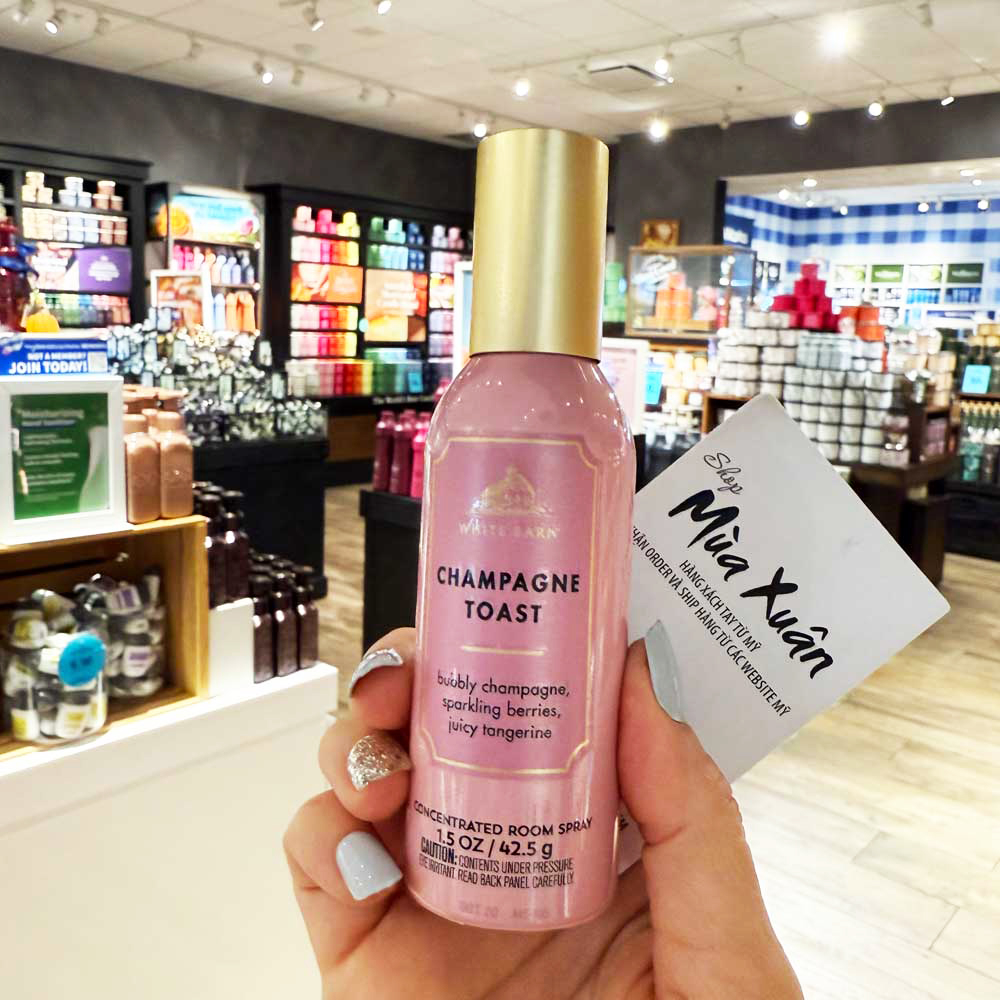 NOT A MEMBER?
JOIN TODAY!
WHITE BARN
CHAMPAGNE
TOAST
bubbly champagne,
sparkling berries,
juicy tangerine
CONCENTRATED ROOM SPRAY
1.5 OZ / 42.5 g
CAUTION: CONTENTS UNDER PRESSURE
EYE IRRITANT. READ BACK PANEL CAREFULLY.
Shop
Mùa Xuân
HÀNG XÁCH TAY TỪ MỸ
NHẬN ORDER VÀ SHIP HÀNG TỪ CÁC WEBSITE MỸ